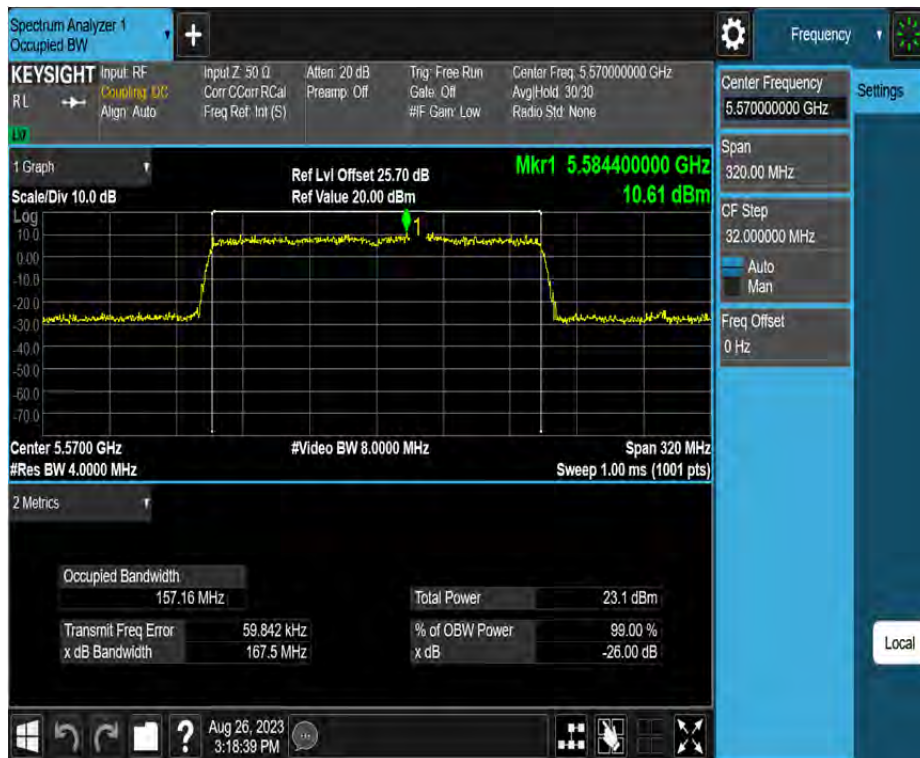 Spectrum Analyzer 1
Occupied BW
+
Frequency
KEYSIGHT
RL
Input: RF
Coupling: DC
Align: Auto
Input Z: 50 Ω
Corr CCorr RCal
Freq Ref: Int (S)
Atten: 20 dB
Preamp: Off
Trig: Free Run
Gate: Off
#IF Gain: Low
Center Freq: 5.570000000 GHz
Avg|Hold: 30/30
Radio Std: None
Center Frequency
5.570000000 GHz
Settings
Span
320.00 MHz
CF Step
32.000000 MHz
Auto
Man
Freq Offset
0 Hz
Local
1 Graph
Scale/Div 10.0 dB
Ref Lvl Offset 25.70 dB
Ref Value 20.00 dBm
Mkr1 5.584400000 GHz
10.61 dBm
Log
10.0
0.00
-10.0
-20.0
-30.0
-40.0
-50.0
-60.0
-70.0
1
Center 5.5700 GHz
#Video BW 8.0000 MHz
Span 320 MHz
#Res BW 4.0000 MHz
Sweep 1.00 ms (1001 pts)
2 Metrics
Occupied Bandwidth
157.16 MHz
Total Power 23.1 dBm
Transmit Freq Error 59.842 kHz
% of OBW Power 99.00 %
x dB Bandwidth 167.5 MHz
x dB -26.00 dB
?
Aug 26, 2023
3:18:39 PM